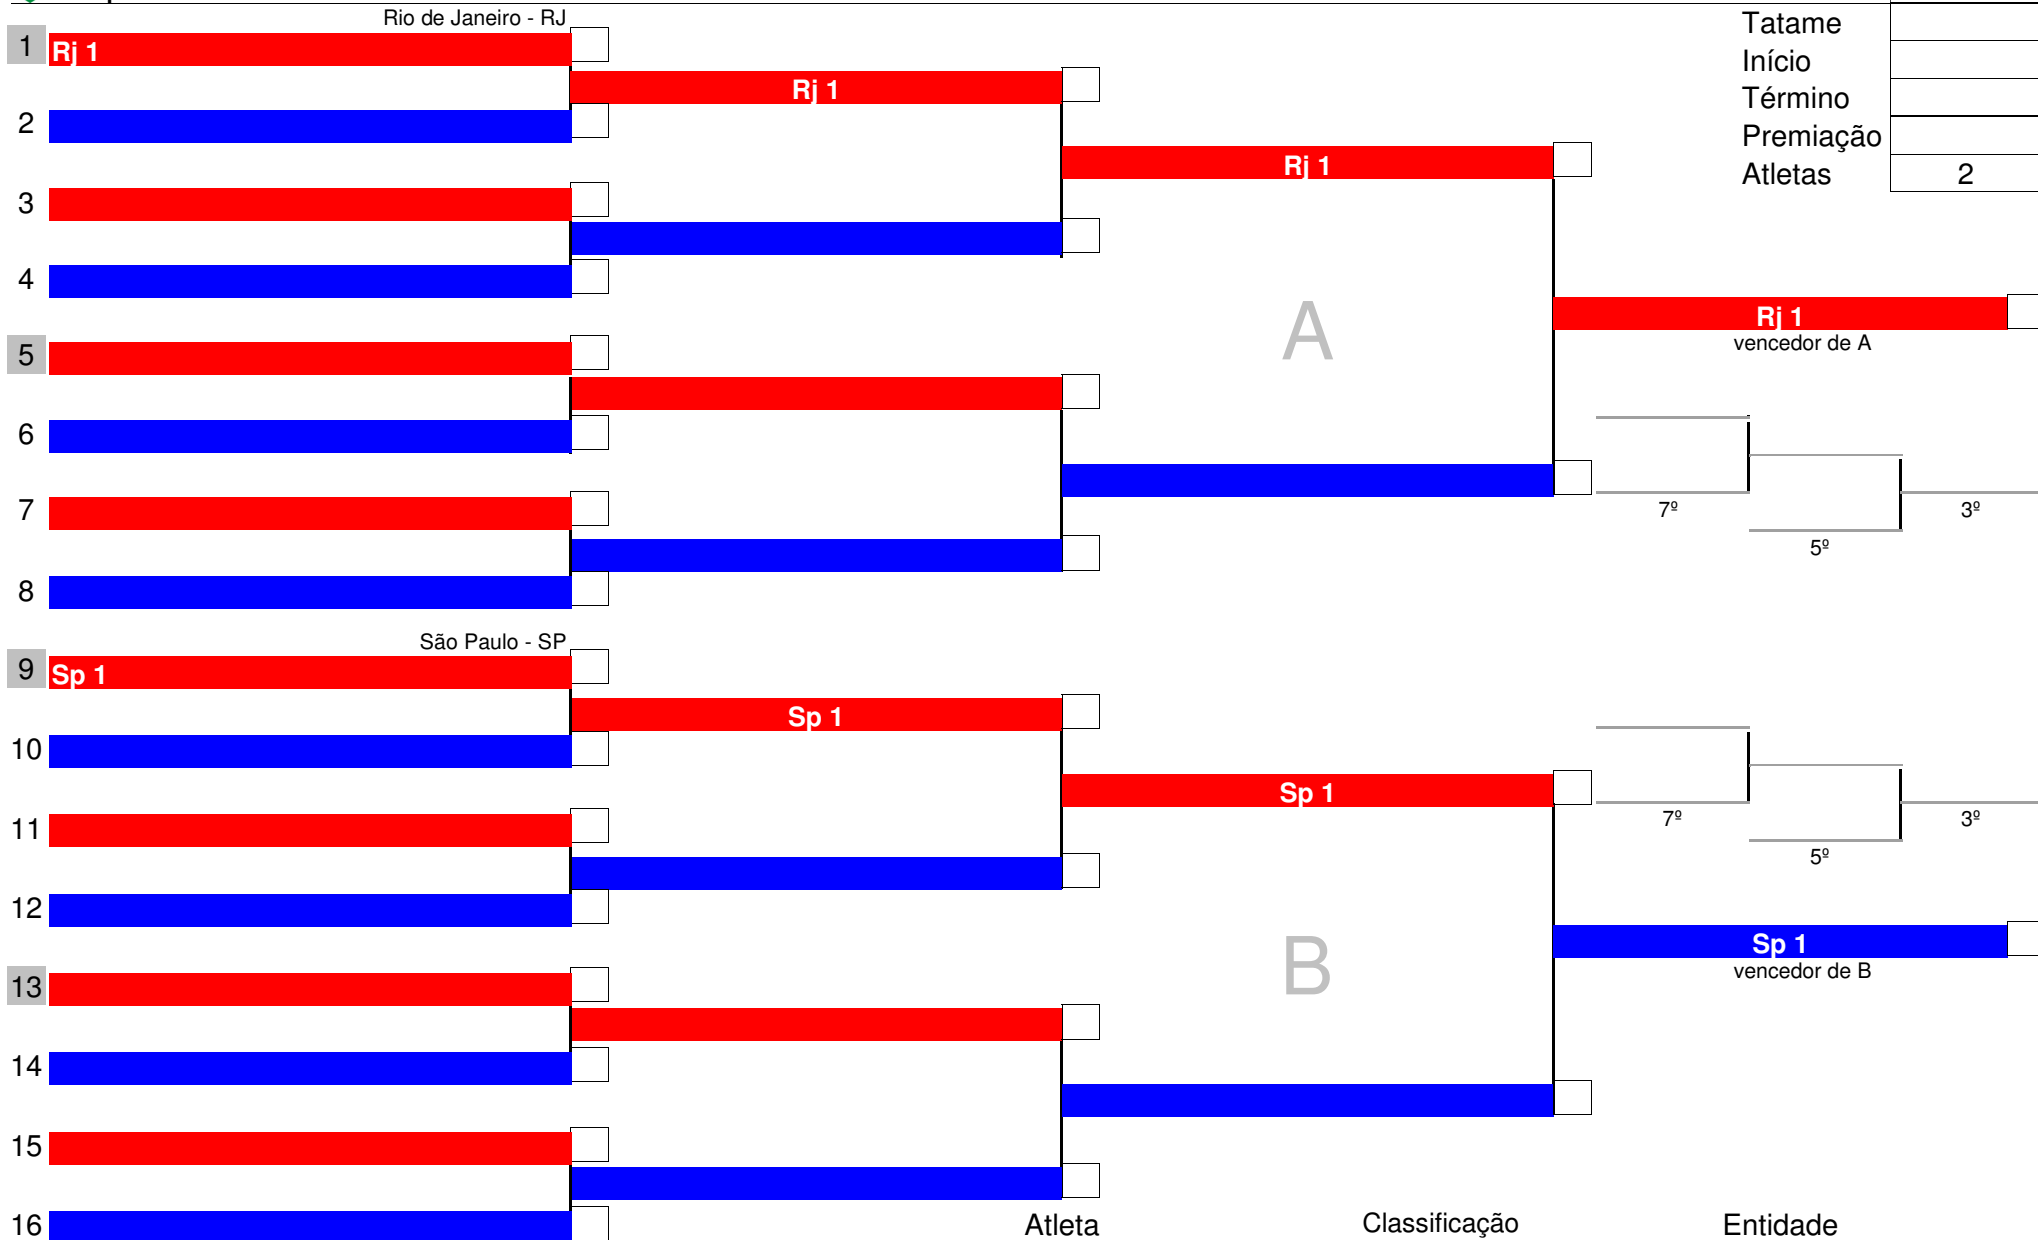 Rio de Janeiro - RJ
Tatame
1 Rj 1
Início
Rj 1
Término
2
Premiação
Rj 1
Atletas 2
3
4
A
Rj 1
vencedor de A
5
6
7
7º 3º
5º
8
São Paulo - SP
9 Sp 1
Sp 1
10
Sp 1
11
7º 3º
5º
12
B
Sp 1
vencedor de B
13
14
15
16
Atleta Classificação Entidade